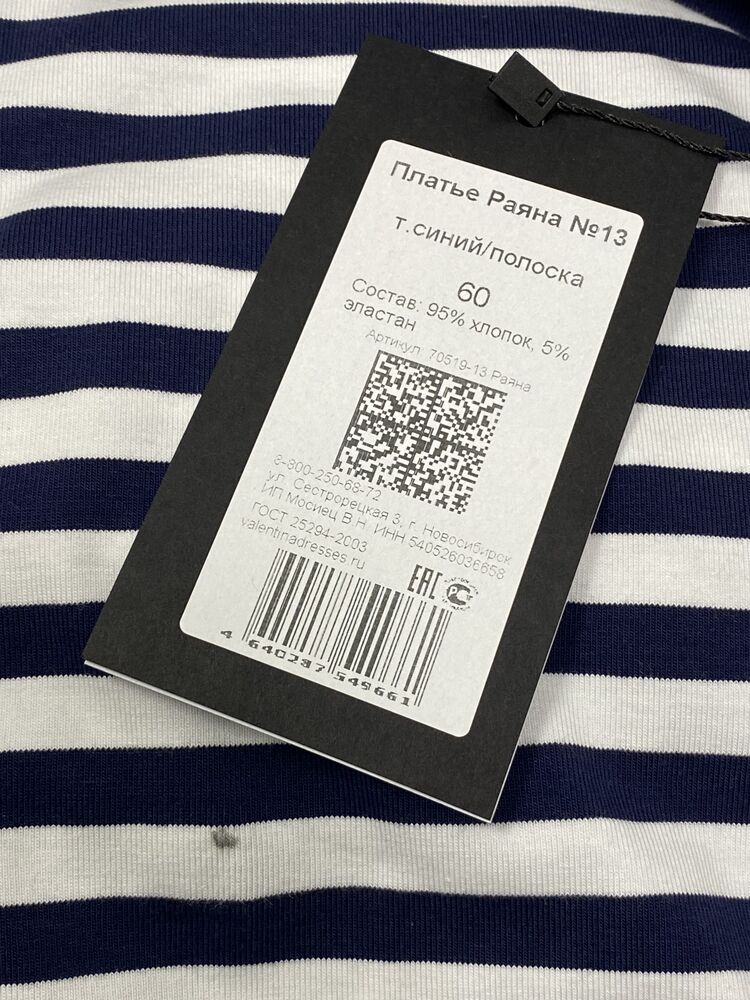 Платье Раяна №13
т.синий/полоска
60
Состав: 95% хлопок, 5%
эластан
Артикул: 70519-13 Раяна
8-800-250-68-72
ул. Сестрорецкая 3, г. Новосибирск
ИП Мосиец В.Н. ИНН 540526036658
ГОСТ 25294-2003
valentinadresses.ru
EAC
4 640287 549661